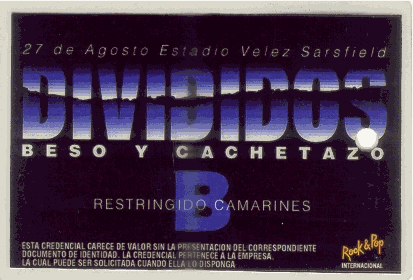 27 de Agosto Estadio Velez Sarsfield
DIVIDIDOS
BESO Y CACHETAZO
B
RESTRINGIDO CAMARINES
ESTA CREDENCIAL CARECE DE VALOR SIN LA PRESENTACION DEL CORRESPONDIENTE
DOCUMENTO DE IDENTIDAD. LA CREDENCIAL PERTENECE A LA EMPRESA.
LA CUAL PUEDE SER SOLICITADA CUANDO ELLA LO DISPONGA
Rock & Pop
INTERNACIONAL